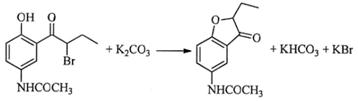 OH O
Br
NHCOCH₃
+ K₂CO₃
O
O
NHCOCH₃
+ KHCO₃ + KBr